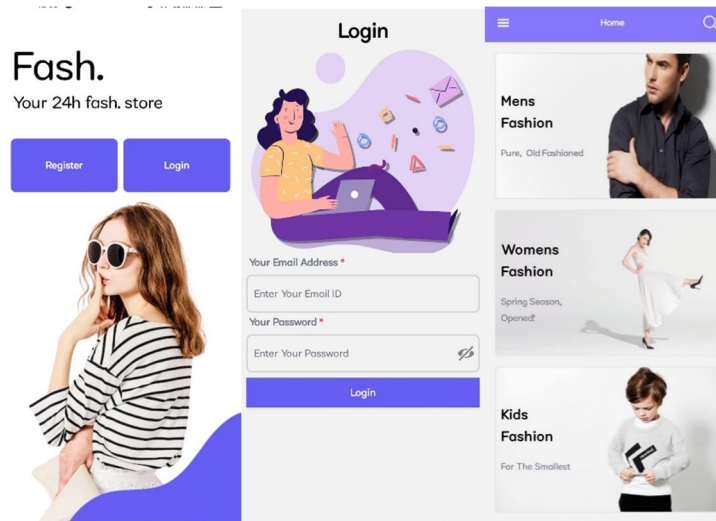 Fash.
Your 24h fash. store
Register
Login
Login
Your Email Address *
Enter Your Email ID
Your Password *
Enter Your Password
Login
Home
Mens
Fashion
Pure, Old Fashioned
Womens
Fashion
Spring Season,
Opened!
Kids
Fashion
For The Smallest